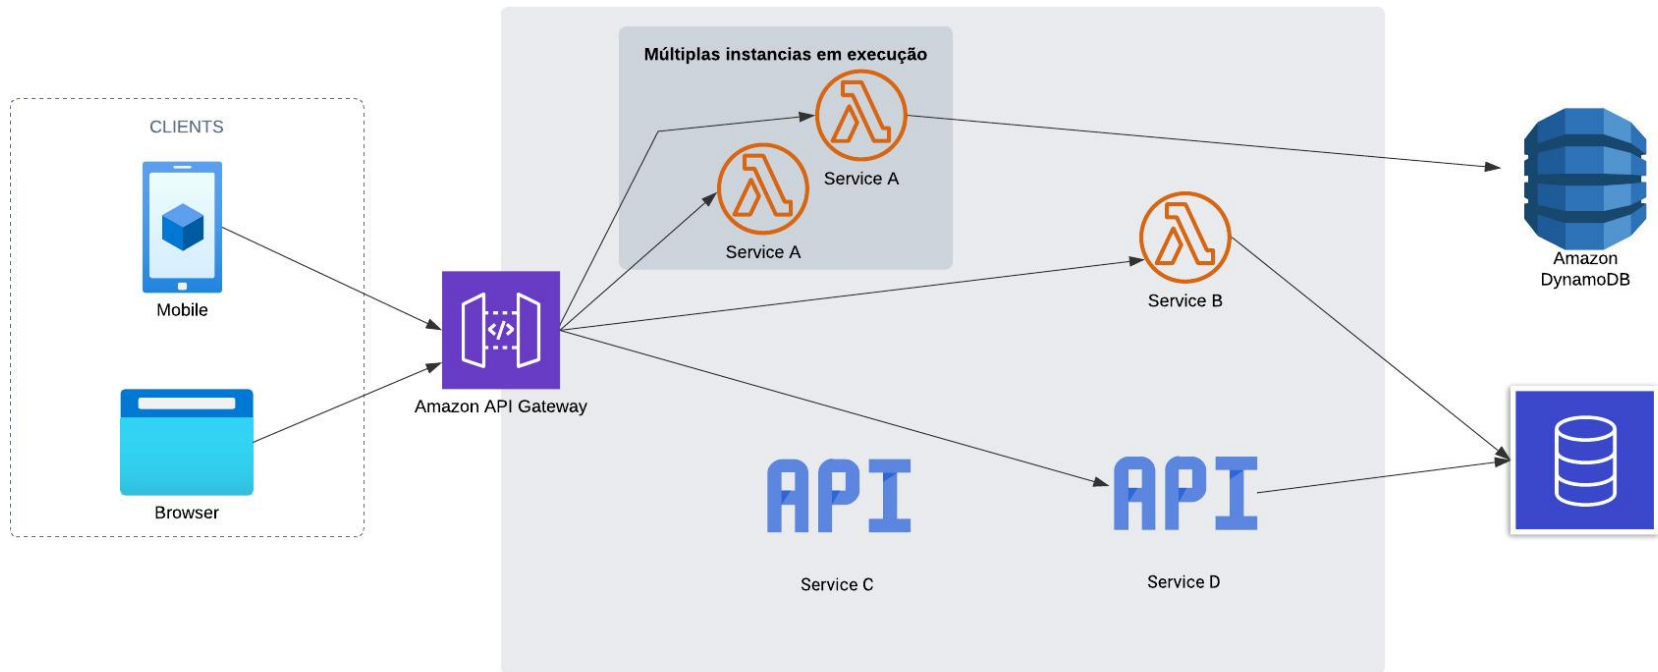 Múltiplas instancias em execução
CLIENTS
Service A
Service A
Mobile
Service B
Amazon
DynamoDB
</>
Amazon API Gateway
Browser
API
API
Service C
Service D